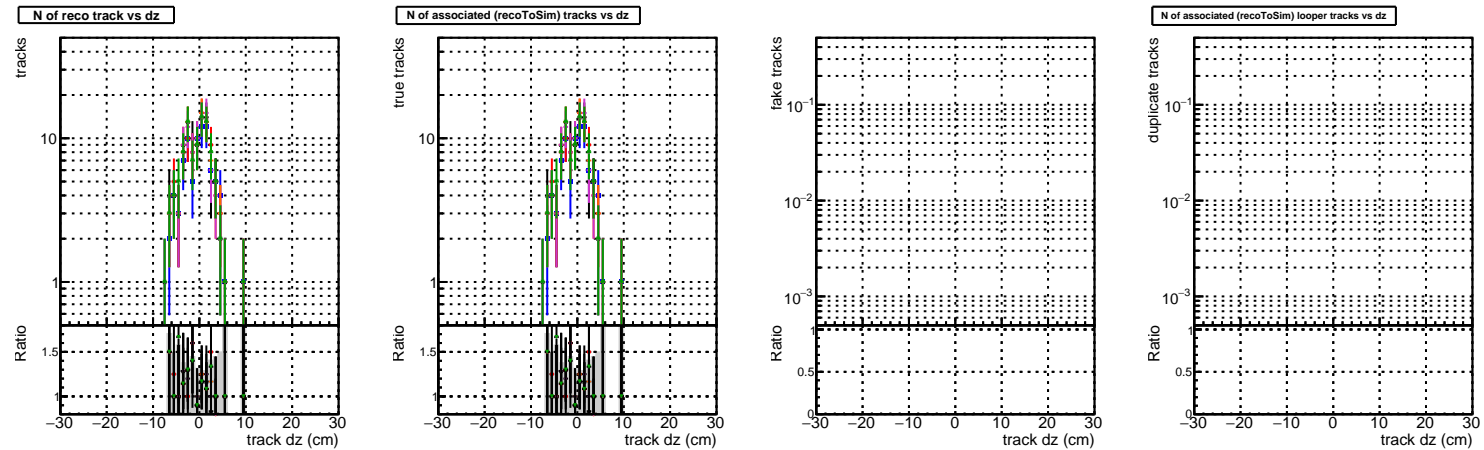 N of reco track vs dz
tracks
10
1
Ratio
1.5
1
−30 −20 −10 0 10 20 30
track dz (cm)
N of associated (recoToSim) tracks vs dz
true tracks
10
1
Ratio
1.5
1
−30 −20 −10 0 10 20 30
track dz (cm)
fake tracks
10−1
10−2
10−3
Ratio
1
0.5
0
−30 −20 −10 0 10 20 30
track dz (cm)
N of associated (recoToSim) looper tracks vs dz
duplicate tracks
10−1
10−2
10−3
Ratio
1
0.5
0
−30 −20 −10 0 10 20 30
track dz (cm)